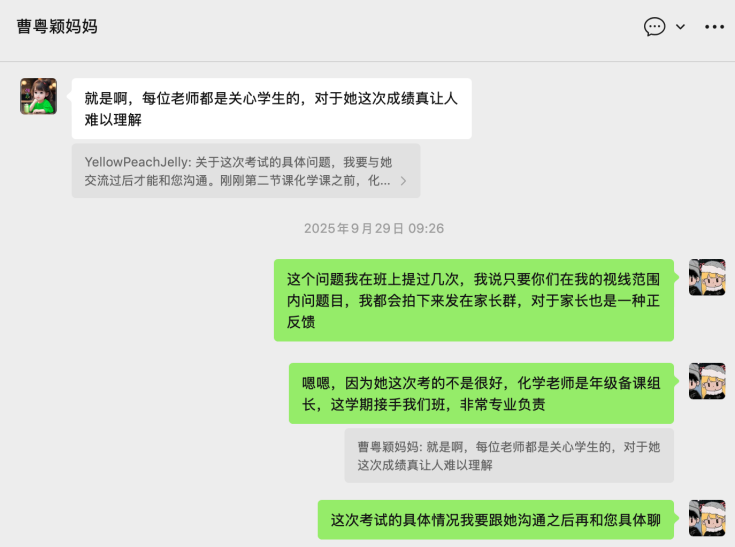 曹粤颖妈妈
就是啊，每位老师都是关心学生的，对于她这次成绩真让人
难以理解
YellowPeachJelly: 关于这次考试的具体问题，我要与她
交流过后才能和您沟通。刚刚第二节课化学课之前，化...
2025年9月29日 09:26
这个问题我在班上提过几次，我说只要你们在我的视线范围
内问题目，我都会拍下来发在家长群，对于家长也是一种正
反馈
嗯嗯，因为她这次考的不是很好，化学老师是年级备课组
长，这学期接手我们班，非常专业负责
曹粤颖妈妈: 就是啊，每位老师都是关心学生的，对于她
这次成绩真让人难以理解
这次考试的具体情况我要跟她沟通之后再和您具体聊